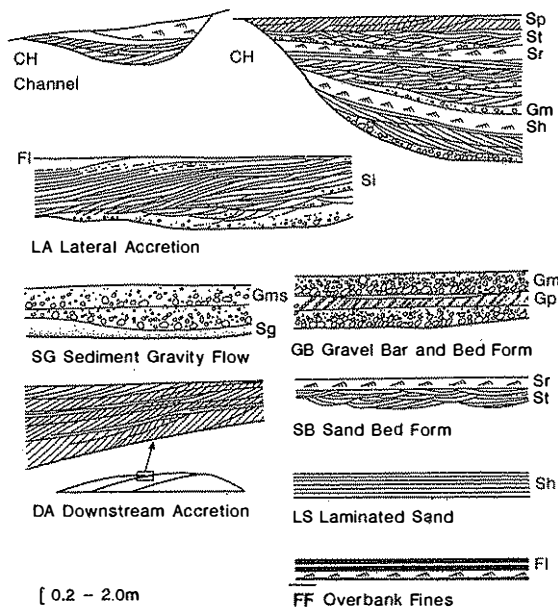 CH
Channel
CH
Sp
St
Sr
Gm
Sh
Fl
Sl
LA Lateral Accretion
Gms
Sg
SG Sediment Gravity Flow
Gm
Gp
GB Gravel Bar and Bed Form
Sr
St
SB Sand Bed Form
DA Downstream Accretion
Sh
LS Laminated Sand
Fl
FF Overbank Fines
[ 0.2 - 2.0m